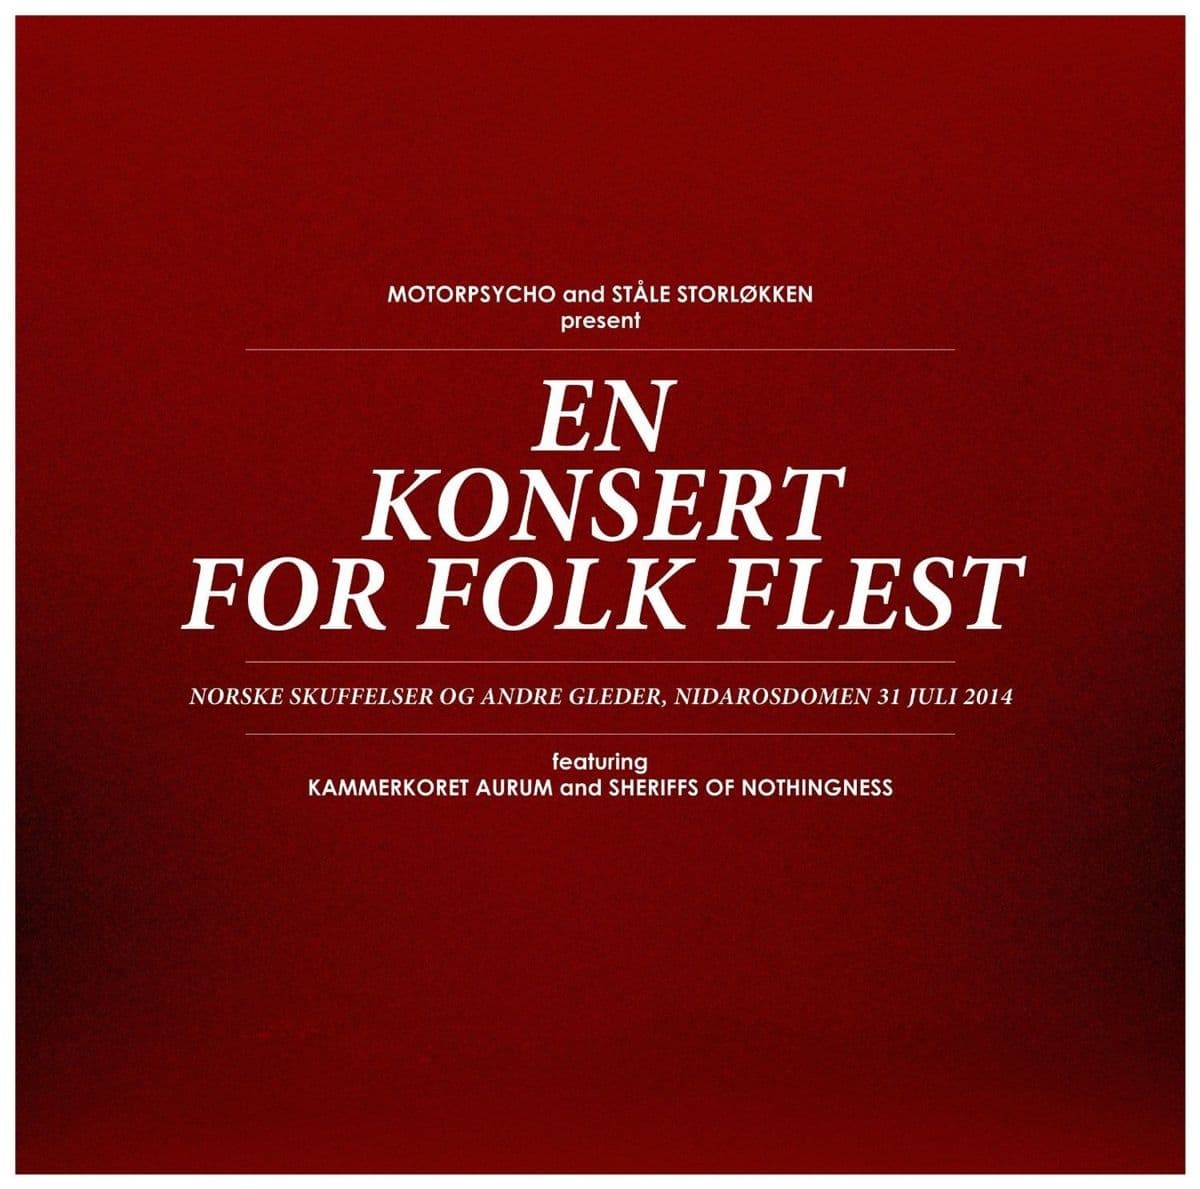 MOTORPSYCHO and STÅLE STORLØKKEN
present
EN
KONSERT
FOR FOLK FLEST
NORSKE SKUFFELSER OG ANDRE GLEDER, NIDAROSDOMEN 31 JULI 2014
featuring
KAMMERKORET AURUM and SHERIFFS OF NOTHINGNESS